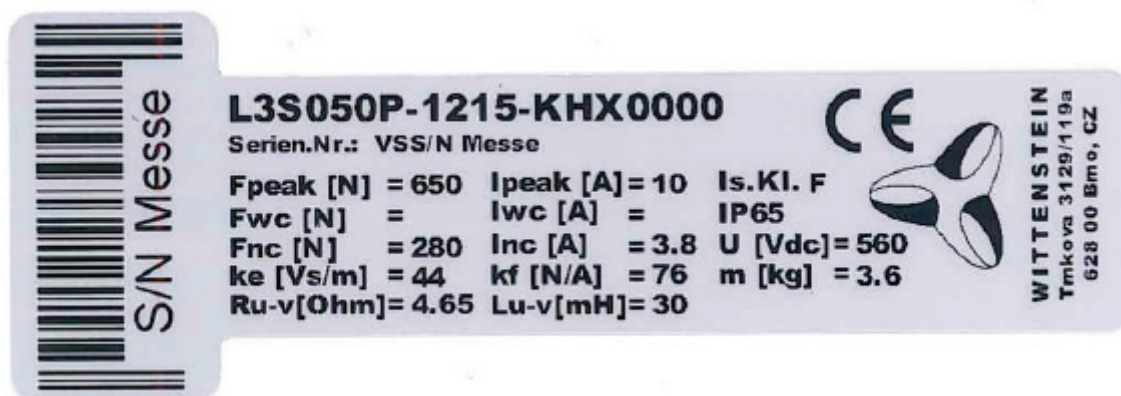 S/N Messe
L3S050P-1215-KHX0000
Serien.Nr.: VSS/N Messe
Fpeak [N] = 650 Ipeak [A] = 10 Is.Kl. F
Fwc [N] = Iwc [A] = IP65
Fnc [N] = 280 Inc [A] = 3.8 U [Vdc] = 560
ke [Vs/m] = 44 kf [N/A] = 76 m [kg] = 3.6
Ru-v[Ohm]= 4.65 Lu-v[mH]= 30
CE
WITTENSTEIN
Tmkova 3129/119a
628 00 Brno, CZ